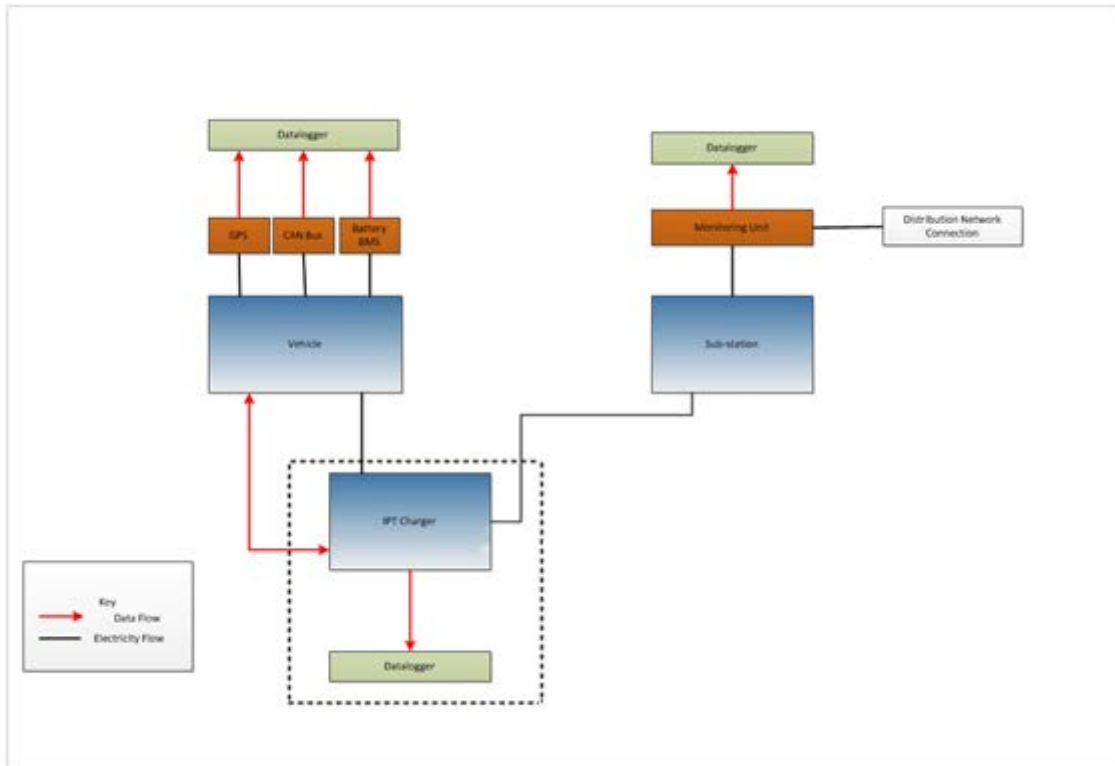 Datalogger
Datalogger
GPS
CAN Bus
Battery
BMS
Monitoring Unit
Distribution Network
Connection
Vehicle
Sub-station
IPT Charger
Key
Data Flow
Electricity Flow
Datalogger